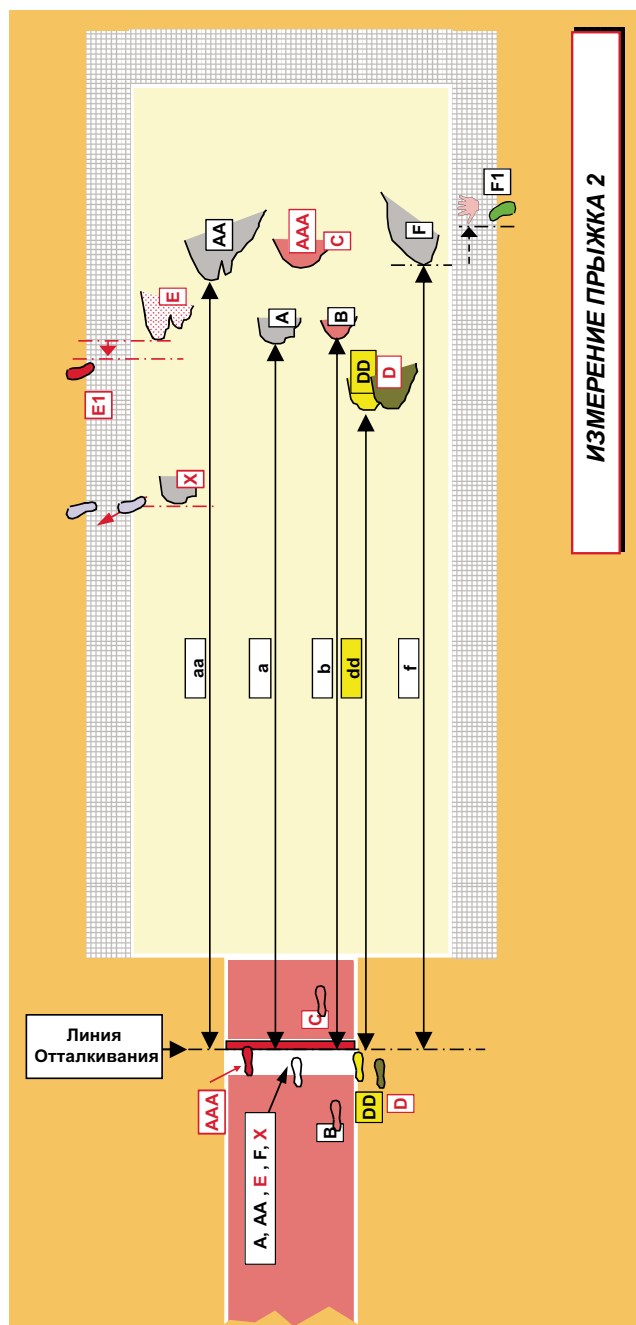 ИЗМЕРЕНИЕ ПРЫЖКА 2
AA
AAA
C
F
F1
E
E1
A
B
DD
D
X
aa
a
b
dd
f
Линия
Отталкивания
C
AAA
A, AA , E , F, X
B
DD
D